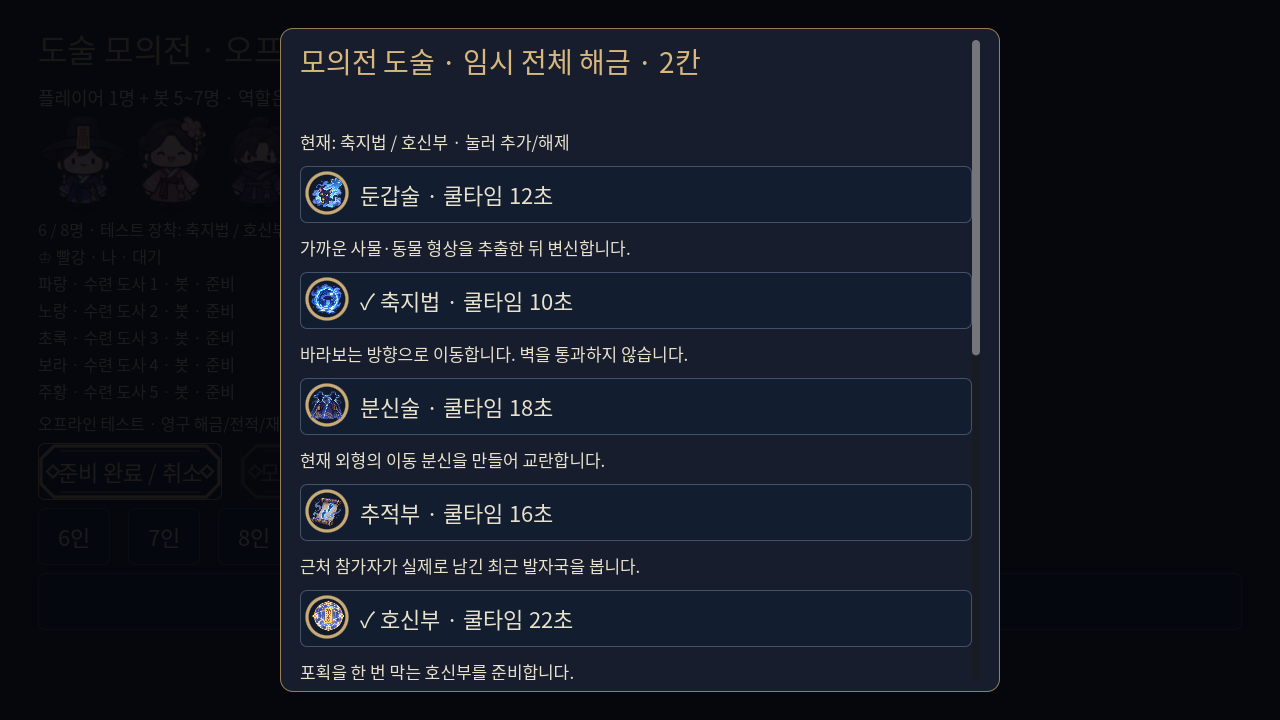 도술 모의전 · 오프
플레이어 1명 + 봇 5~7명 · 역할은
6 / 8명 · 테스트 장착: 축지법 / 호신부
♔ 빨강 · 나 · 대기
파랑 · 수련 도사 1 · 봇 · 준비
노랑 · 수련 도사 2 · 봇 · 준비
초록 · 수련 도사 3 · 봇 · 준비
보라 · 수련 도사 4 · 봇 · 준비
주황 · 수련 도사 5 · 봇 · 준비
오프라인 테스트 · 영구 해금/전적/재
준비 완료 / 취소
모
6인
7인
8인
모의전 도술 · 임시 전체 해금 · 2칸
현재: 축지법 / 호신부 · 눌러 추가/해제
둔갑술 · 쿨타임 12초
가까운 사물·동물 형상을 추출한 뒤 변신합니다.
✓ 축지법 · 쿨타임 10초
바라보는 방향으로 이동합니다. 벽을 통과하지 않습니다.
분신술 · 쿨타임 18초
현재 외형의 이동 분신을 만들어 교란합니다.
추적부 · 쿨타임 16초
근처 참가자가 실제로 남긴 최근 발자국을 봅니다.
✓ 호신부 · 쿨타임 22초
포획을 한 번 막는 호신부를 준비합니다.